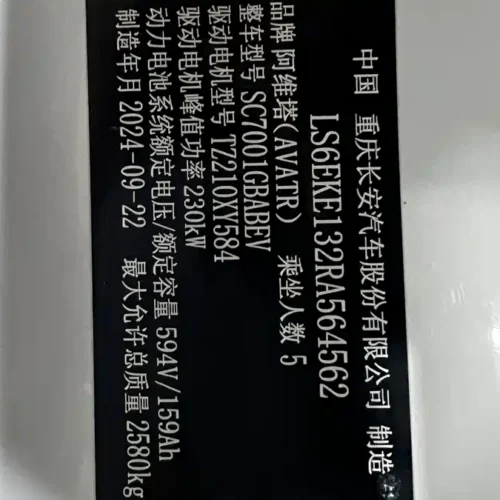 中国 重庆长安汽车股份有限公司 制造
LS6EKE132RA564562
品牌 阿维塔(AVATR) 乘坐人数 5
整车型号 SC7001GBABEV
驱动电机型号 TZ210XY584
驱动电机峰值功率 230kW
动力电池系统额定电压/额定容量 594V/159Ah
制造年月 2024-09-22 最大允许总质量 2580kg